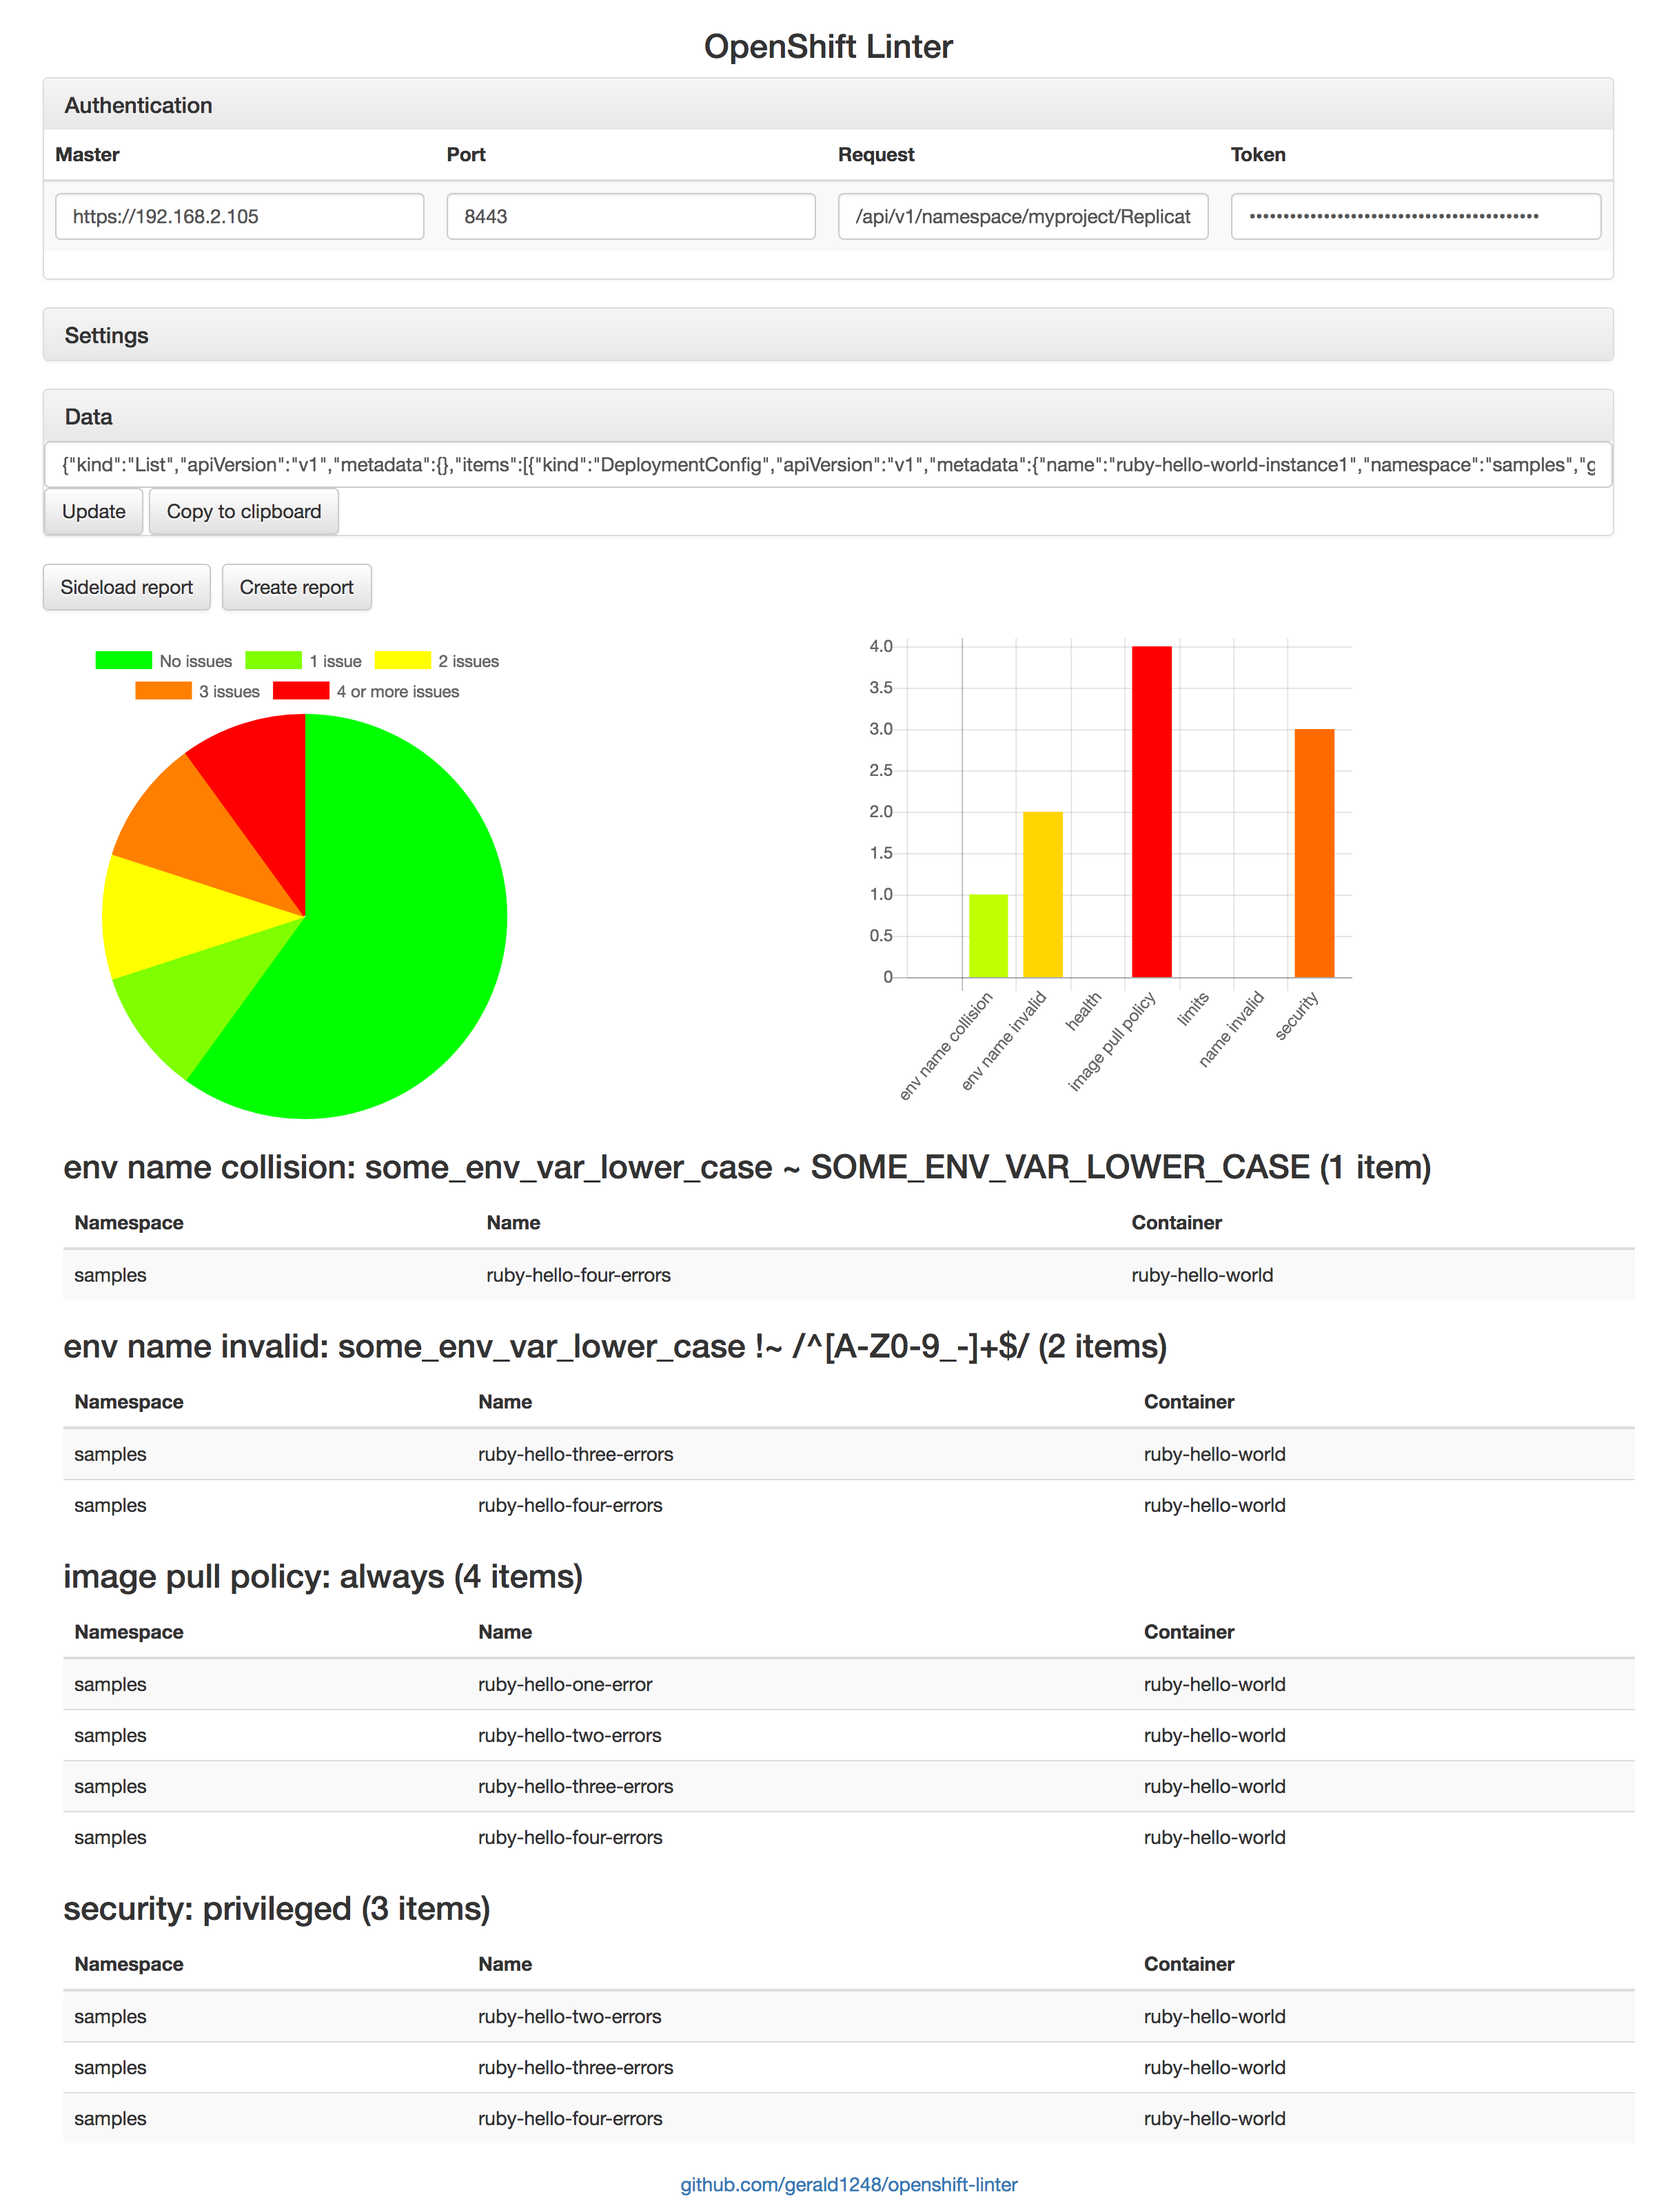 OpenShift Linter
Authentication
Master Port Request Token
https://192.168.2.105 8443 /api/v1/namespace/myproject/Replicat ••••••••••••••••••••••••••••••••••••••••••••
Settings
Data
{"kind":"List","apiVersion":"v1","metadata":{},"items":[{"kind":"DeploymentConfig","apiVersion":"v1","metadata":{"name":"ruby-hello-world-instance1","namespace":"samples","g
Update Copy to clipboard
Sideload report Create report
No issues 1 issue 2 issues
3 issues 4 or more issues
4.0
3.5
3.0
2.5
2.0
1.5
1.0
0.5
0
env name collision
env name invalid
health
image pull policy
limits
name invalid
security
env name collision: some_env_var_lower_case ~ SOME_ENV_VAR_LOWER_CASE (1 item)
Namespace Name Container
samples ruby-hello-four-errors ruby-hello-world
env name invalid: some_env_var_lower_case !~ /^[A-Z0-9_-]+$/ (2 items)
Namespace Name Container
samples ruby-hello-three-errors ruby-hello-world
samples ruby-hello-four-errors ruby-hello-world
image pull policy: always (4 items)
Namespace Name Container
samples ruby-hello-one-error ruby-hello-world
samples ruby-hello-two-errors ruby-hello-world
samples ruby-hello-three-errors ruby-hello-world
samples ruby-hello-four-errors ruby-hello-world
security: privileged (3 items)
Namespace Name Container
samples ruby-hello-two-errors ruby-hello-world
samples ruby-hello-three-errors ruby-hello-world
samples ruby-hello-four-errors ruby-hello-world
github.com/gerald1248/openshift-linter